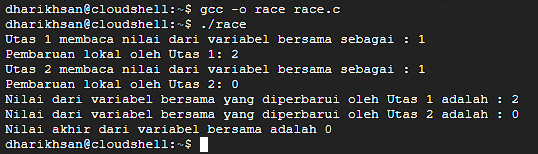 dharikhsan@cloudshell:~$ gcc -o race race.c
dharikhsan@cloudshell:~$ ./race
Utas 1 membaca nilai dari variabel bersama sebagai : 1
Pembaruan lokal oleh Utas 1: 2
Utas 2 membaca nilai dari variabel bersama sebagai : 1
Pembaruan lokal oleh Utas 2: 0
Nilai dari variabel bersama yang diperbarui oleh Utas 1 adalah : 2
Nilai dari variabel bersama yang diperbarui oleh Utas 2 adalah : 0
Nilai akhir dari variabel bersama adalah 0
dharikhsan@cloudshell:~$